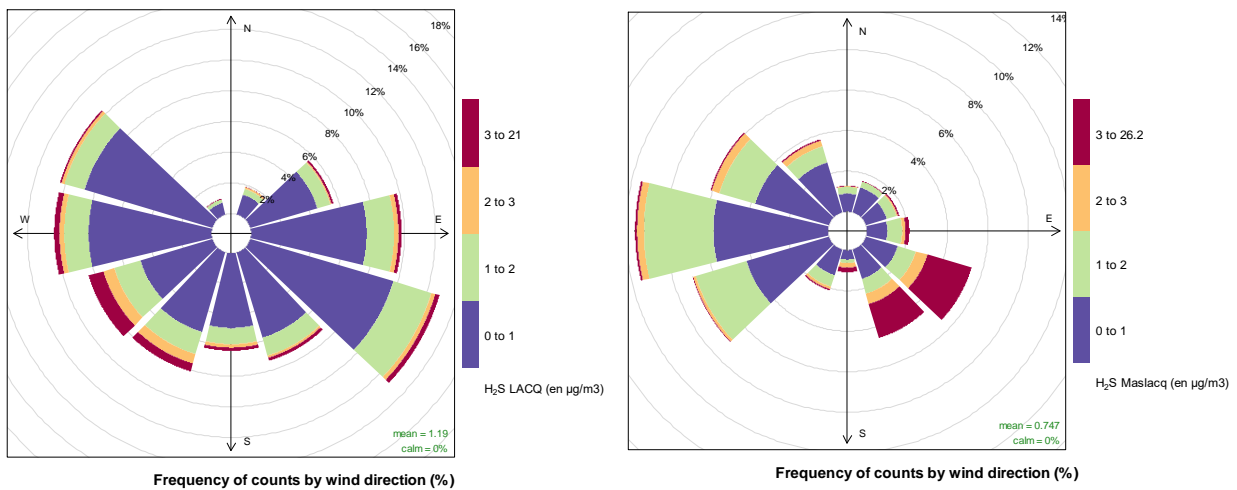 18%
16%
14%
12%
10%
8%
6%
4%
2%
N
W
E
S
mean = 1.19
calm = 0%
3 to 21
2 to 3
1 to 2
0 to 1
H₂S LACQ (en µg/m3)
Frequency of counts by wind direction (%)
14%
12%
10%
8%
6%
4%
2%
N
W
E
S
mean = 0.747
calm = 0%
3 to 26.2
2 to 3
1 to 2
0 to 1
H₂S Maslacq (en µg/m3)
Frequency of counts by wind direction (%)